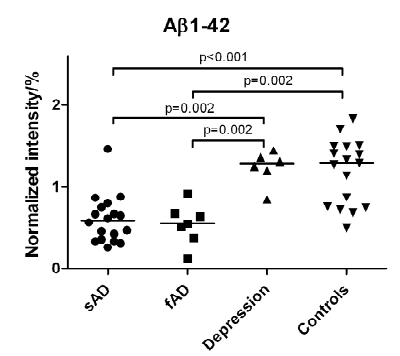 Aβ1-42
Normalized intensity/%
2
1
0
p<0.001
p=0.002
p=0.002
p=0.002
sAD
fAD
Depression
Controls